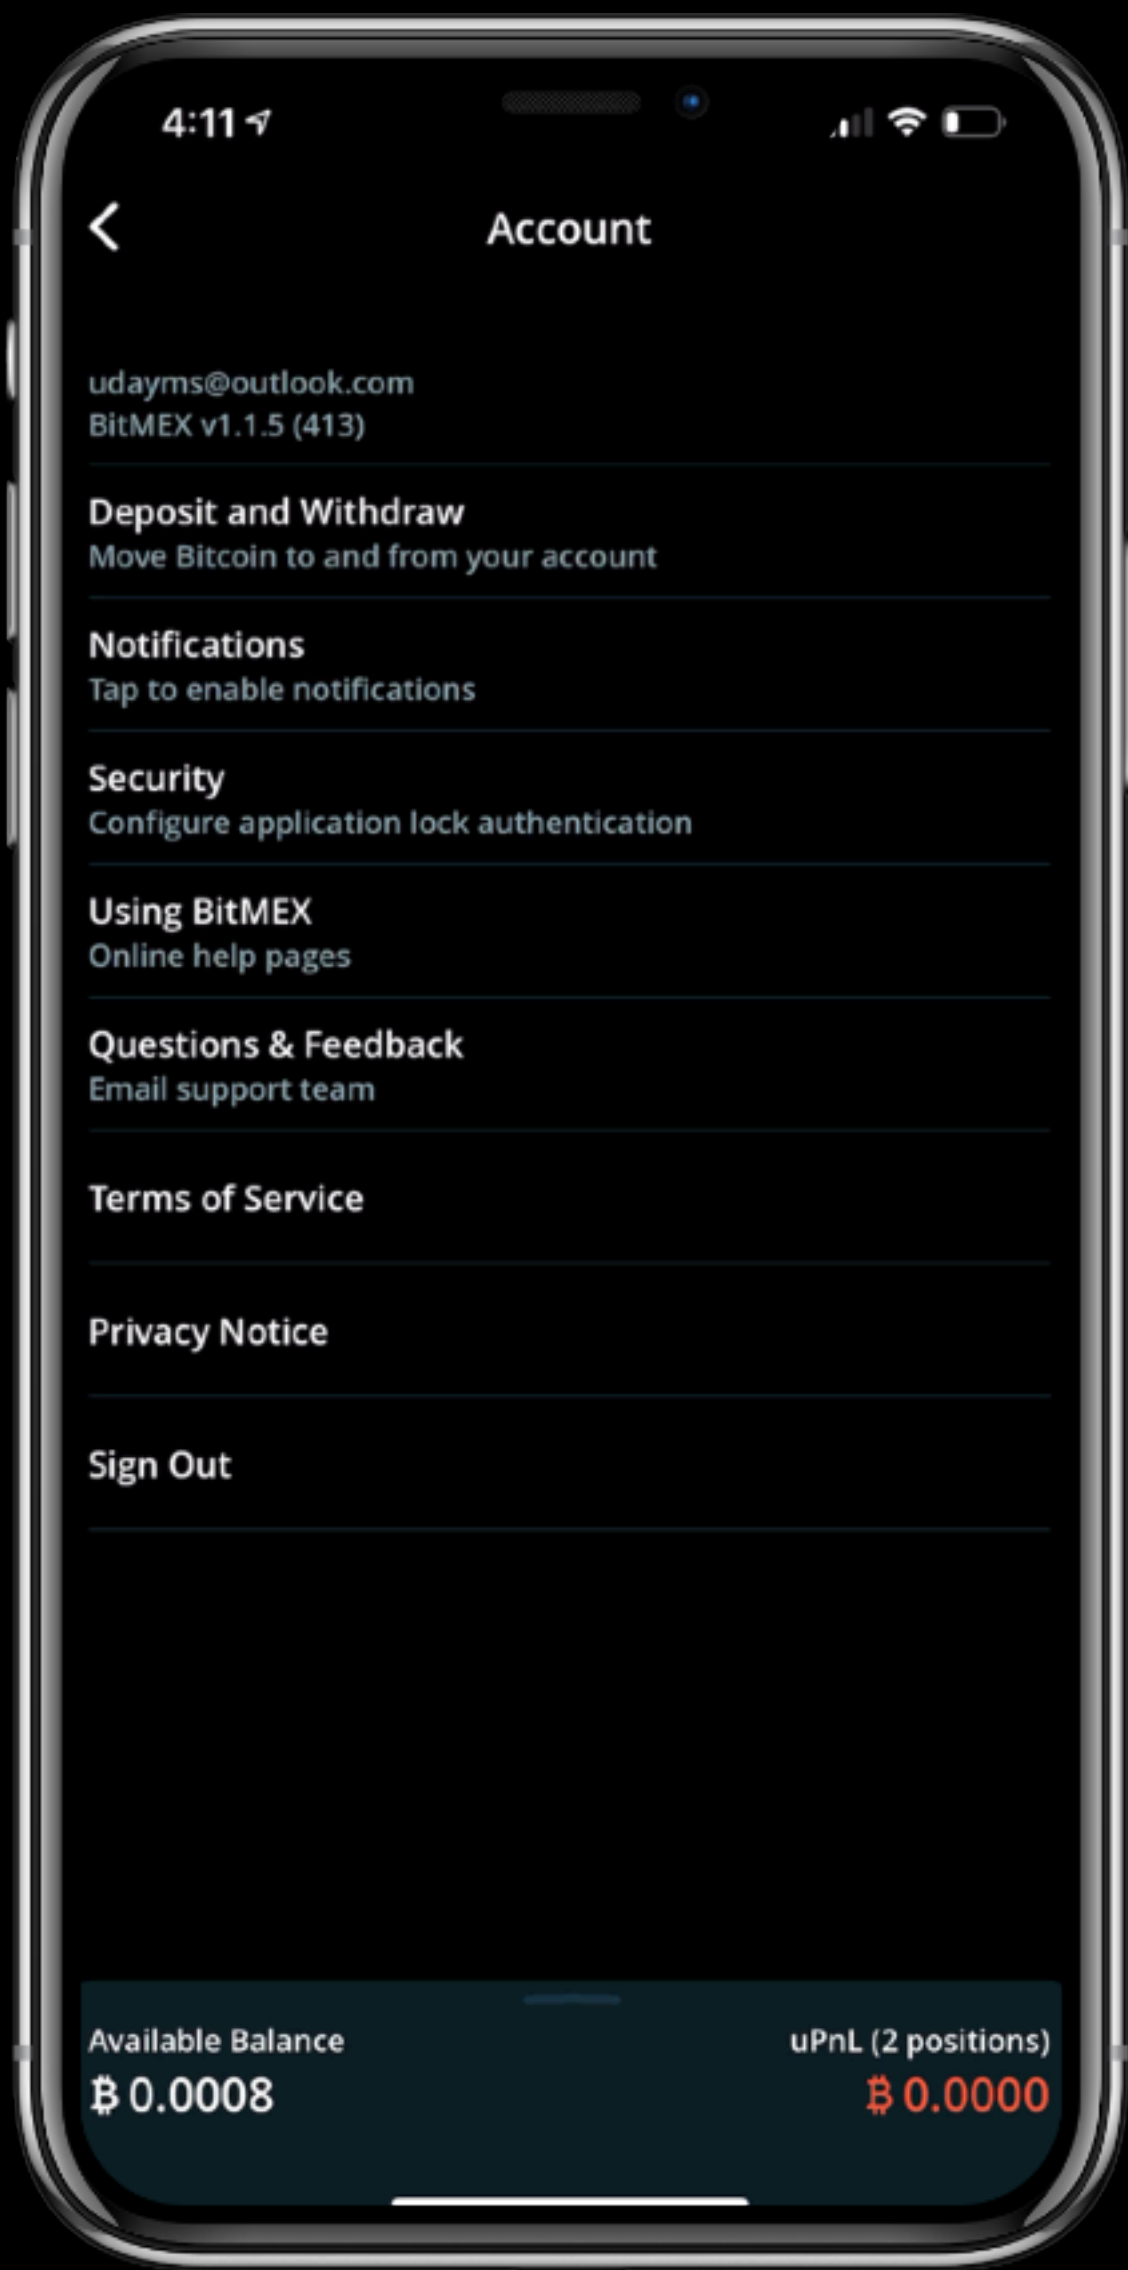 4:11
Account
udayms@outlook.com
BitMEX v1.1.5 (413)
Deposit and Withdraw
Move Bitcoin to and from your account
Notifications
Tap to enable notifications
Security
Configure application lock authentication
Using BitMEX
Online help pages
Questions & Feedback
Email support team
Terms of Service
Privacy Notice
Sign Out
Available Balance
₿ 0.0008
uPnL (2 positions)
₿ 0.0000